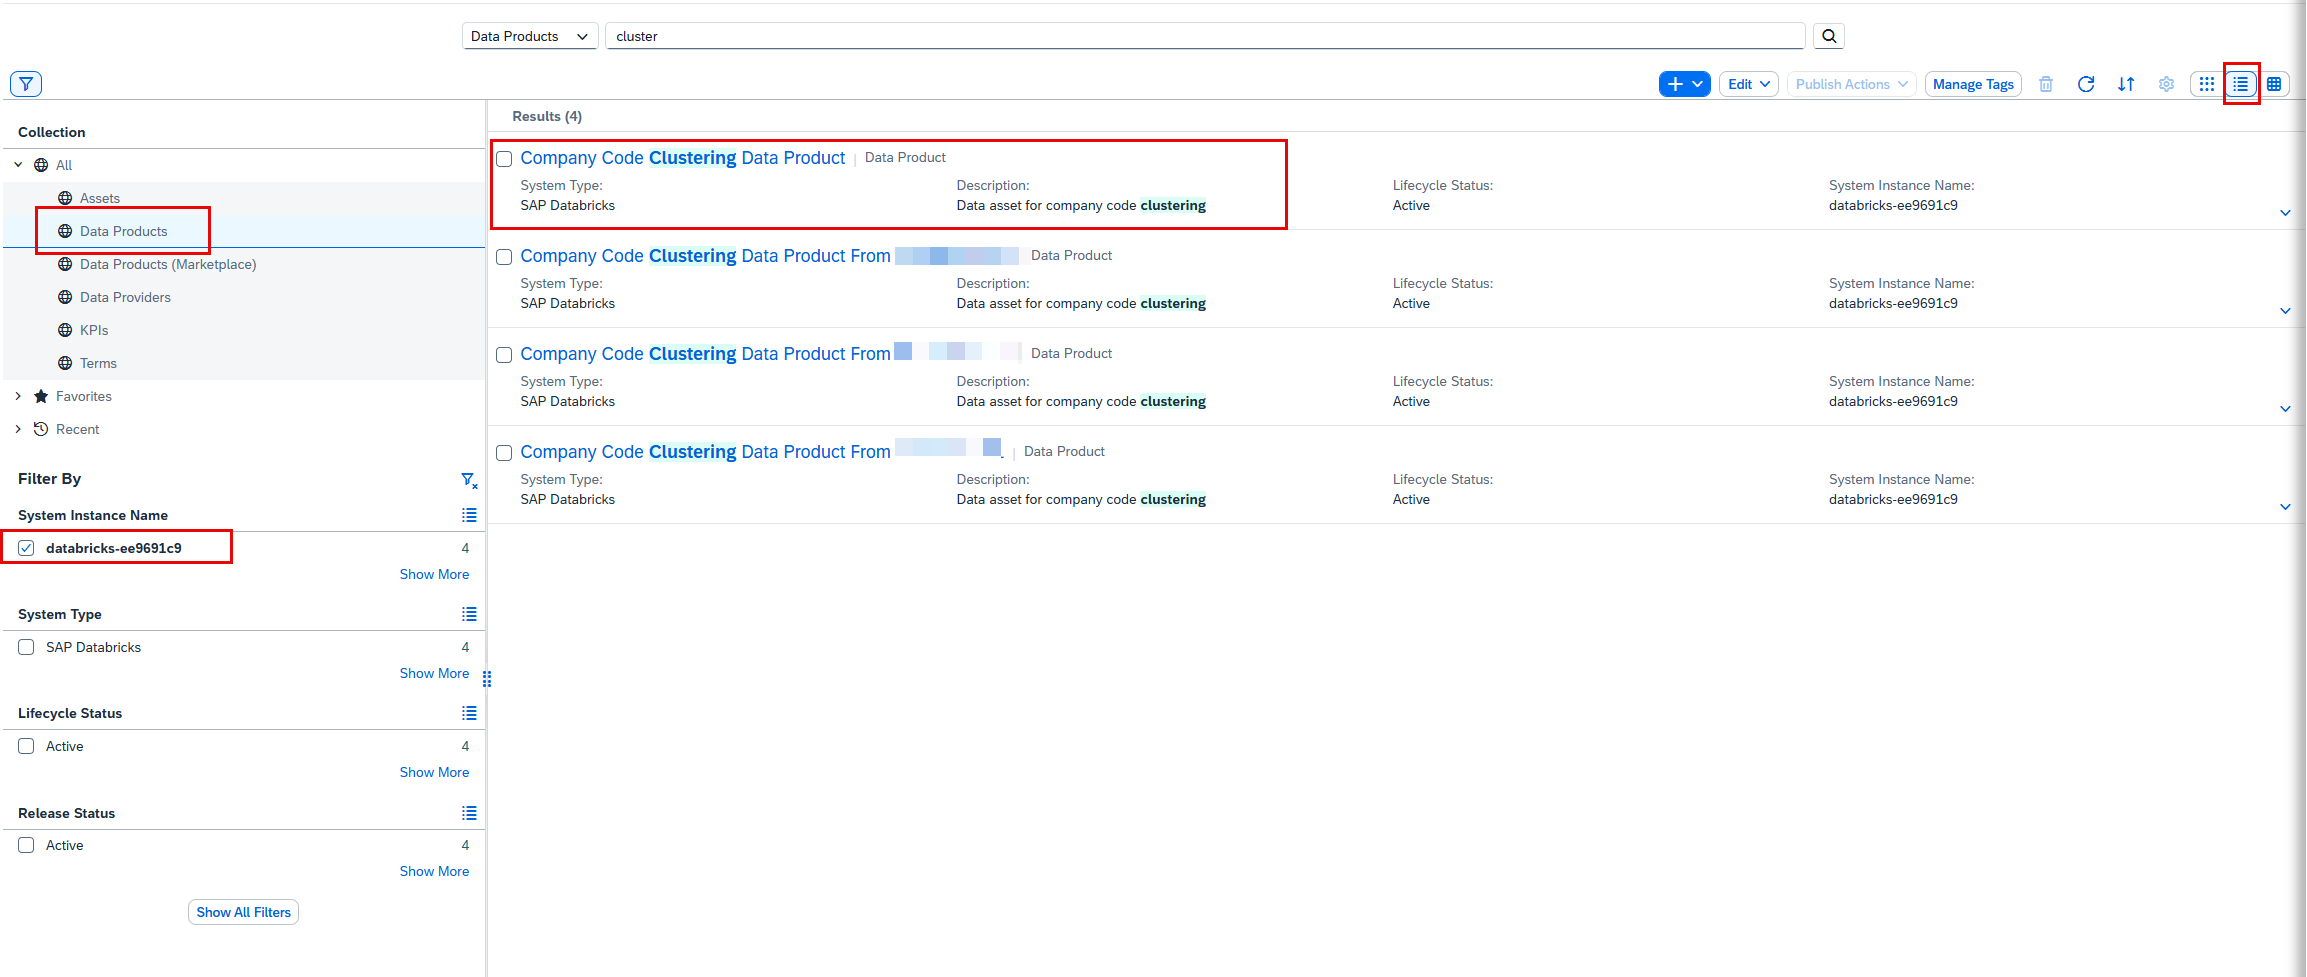 Data Products
cluster
Edit
Publish Actions
Manage Tags
Collection
All
Assets
Data Products
Data Products (Marketplace)
Data Providers
KPIs
Terms
Favorites
Recent
Filter By
System Instance Name
databricks-ee9691c9 4
Show More
System Type
SAP Databricks 4
Show More
Lifecycle Status
Active 4
Show More
Release Status
Active 4
Show More
Show All Filters
Results (4)
Company Code Clustering Data Product | Data Product
System Type: Description: Lifecycle Status: System Instance Name:
SAP Databricks Data asset for company code clustering Active databricks-ee9691c9
Company Code Clustering Data Product From Data Product
System Type: Description: Lifecycle Status: System Instance Name:
SAP Databricks Data asset for company code clustering Active databricks-ee9691c9
Company Code Clustering Data Product From Data Product
System Type: Description: Lifecycle Status: System Instance Name:
SAP Databricks Data asset for company code clustering Active databricks-ee9691c9
Company Code Clustering Data Product From | Data Product
System Type: Description: Lifecycle Status: System Instance Name:
SAP Databricks Data asset for company code clustering Active databricks-ee9691c9